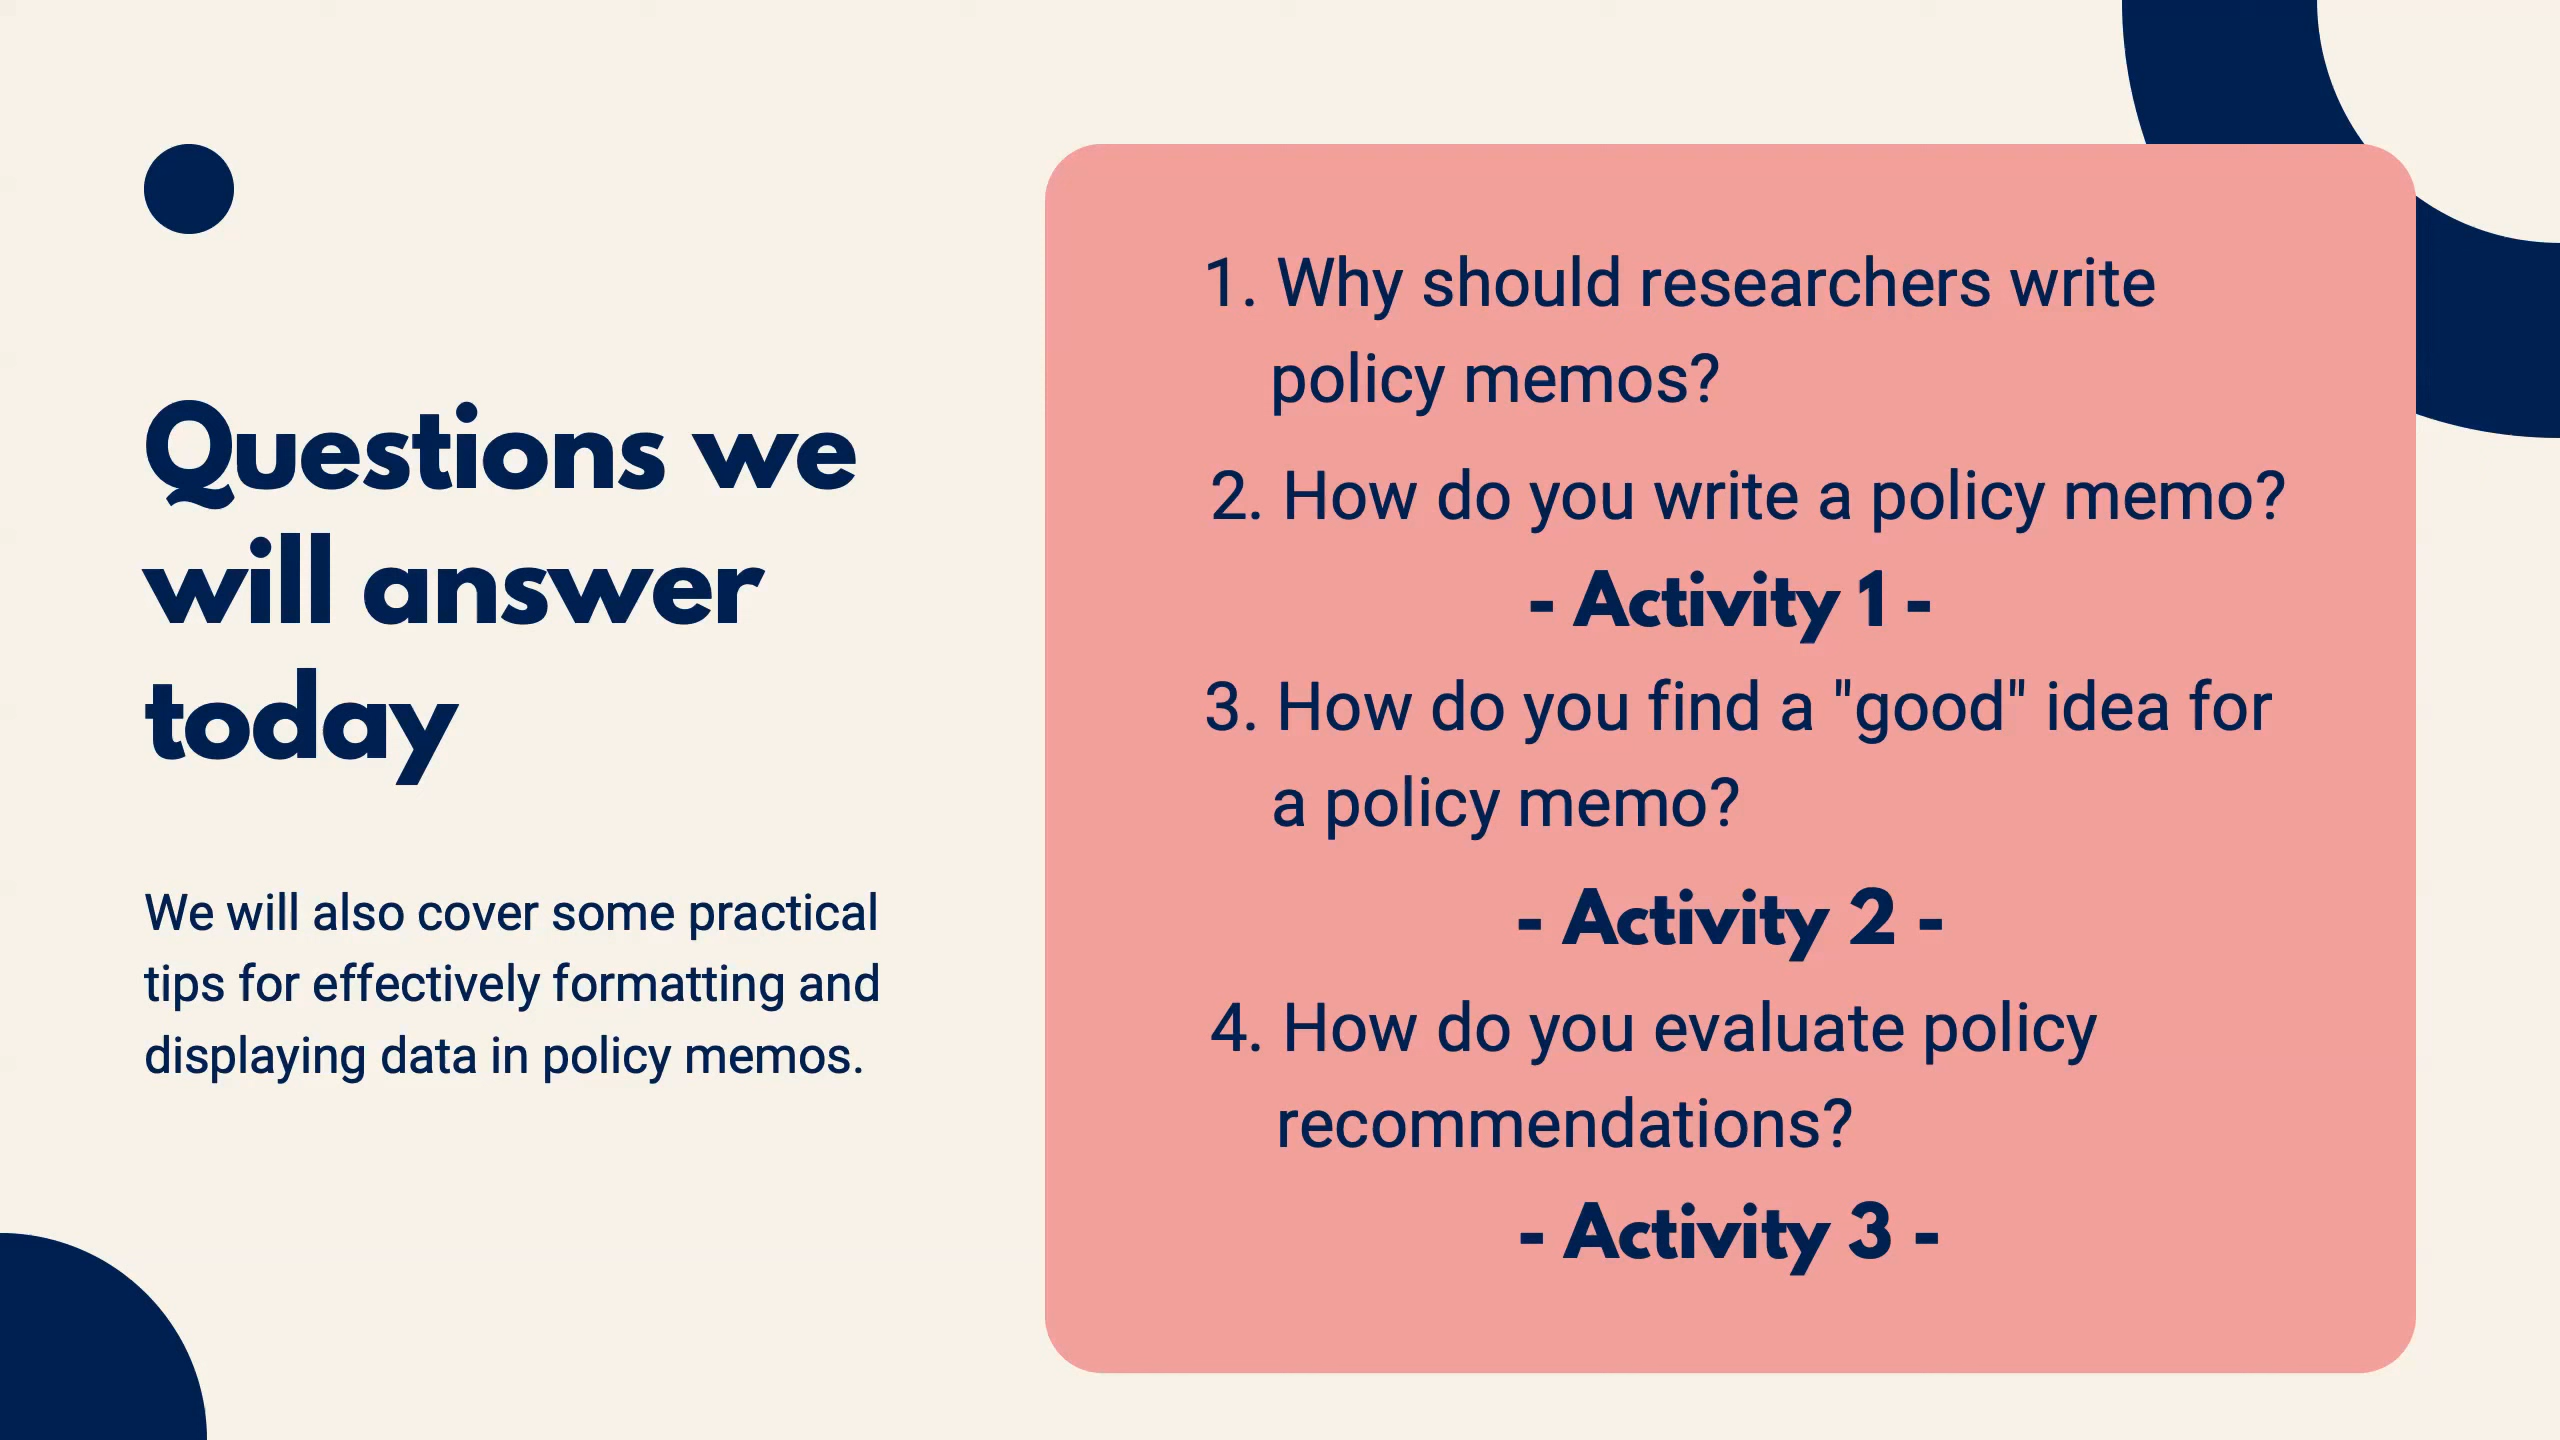 Questions we
will answer
today
We will also cover some practical
tips for effectively formatting and
displaying data in policy memos.
1. Why should researchers write
policy memos?
2. How do you write a policy memo?
- Activity 1 -
3. How do you find a "good" idea for
a policy memo?
- Activity 2 -
4. How do you evaluate policy
recommendations?
- Activity 3 -